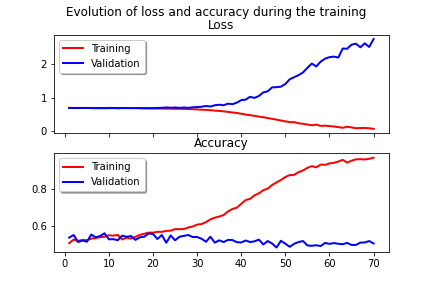 Evolution of loss and accuracy during the training
Loss
Training
Validation
2
1
0
Accuracy
Training
Validation
0.8
0.6
0 10 20 30 40 50 60 70